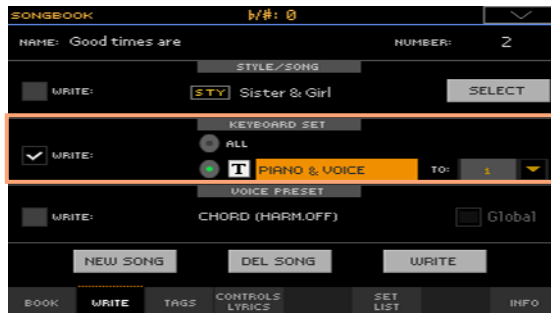 SONGBOOK b/#: 0
NAME: Good times are NUMBER: 2
STYLE/SONG
WRITE: STY Sister & Girl SELECT
KEYBOARD SET
ALL
WRITE:
T PIANO & VOICE TO: 1
VOICE PRESET
WRITE: CHORD (HARM.OFF) Global
NEW SONG DEL SONG WRITE
BOOK WRITE TAGS CONTROLS LYRICS SET LIST INFO